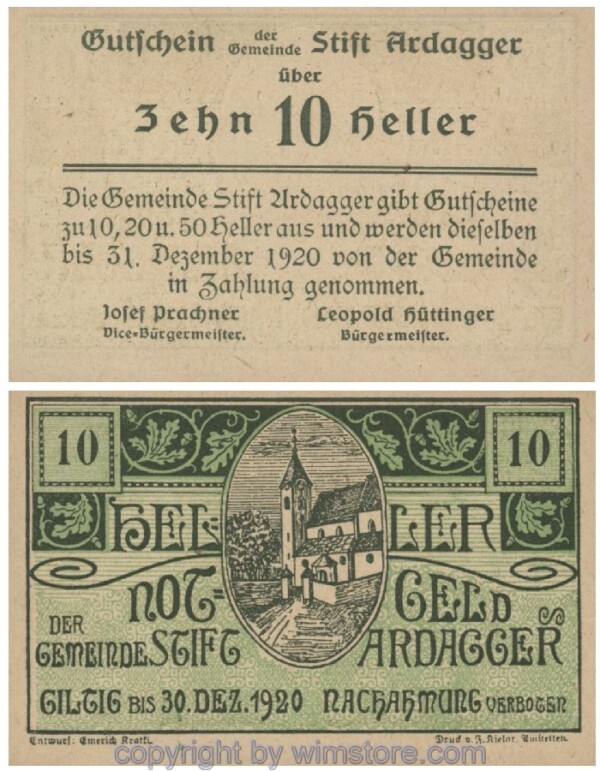 Gutschein der Gemeinde Stift Ardagger
über
Zehn 10 Heller
Die Gemeinde Stift Ardagger gibt Gutscheine
zu 10, 20 u. 50 Heller aus und werden dieselben
bis 31. Dezember 1920 von der Gemeinde
in Zahlung genommen.
Josef Prachner Leopold Hüttinger
Vice-Bürgermeister. Bürgermeister.
10 10
HEL- LER
NOT- GELD
DER GEMEINDE STIFT ARDAGGER
GILTIG BIS 30. DEZ. 1920 NACHAHMUNG VERBOTEN
Entwurf: Emerich Kratki. Druck v. F. Kielar, Amstetten.
copyright by wimstore.com